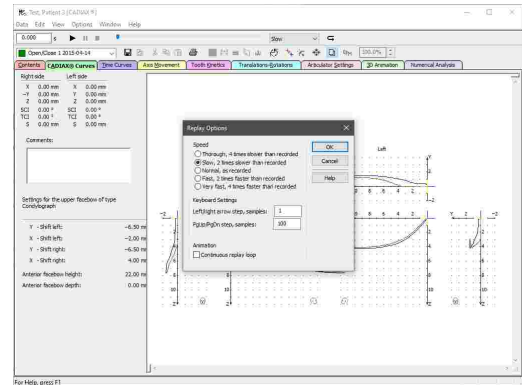 Test, Patient 3 [CADIAX ®]
Data Edit View Options Window Help
0.000 s Slow
Open/Close 1 2015-04-14 100.0%
Contents CADIAX® Curves Time Curves Axis Movement Tooth Kinetics Translations-Rotations Articulator Settings 3D Animation Numerical Analysis
Right side Left side
X 0.00 mm X 0.00 mm
-Y 0.00 mm Y 0.00 mm
Z 0.00 mm Z 0.00 mm
SCI 0.00 ° SCI 0.00 °
TCI 0.00 ° TCI 0.00 °
S 0.00 mm S 0.00 mm
Comments:
Settings for the upper facebow of type
Condylograph
Y - Shift left: -6.50 mm
X - Shift left: -2.00 mm
Y - Shift right: -6.50 mm
X - Shift right: 4.00 mm
Anterior facebow height: 22.00 mm
Anterior facebow depth: 0.00 mm
Replay Options
Speed
Thorough, 4 times slower than recorded
Slow, 2 times slower than recorded
Normal, as recorded
Fast, 2 times faster than recorded
Very fast, 4 times faster than recorded
OK
Cancel
Help
Keyboard Settings
Left/right arrow step, samples: 1
PgUp/PgDn step, samples: 100
Animation
Continuous replay loop
Left
For Help, press F1